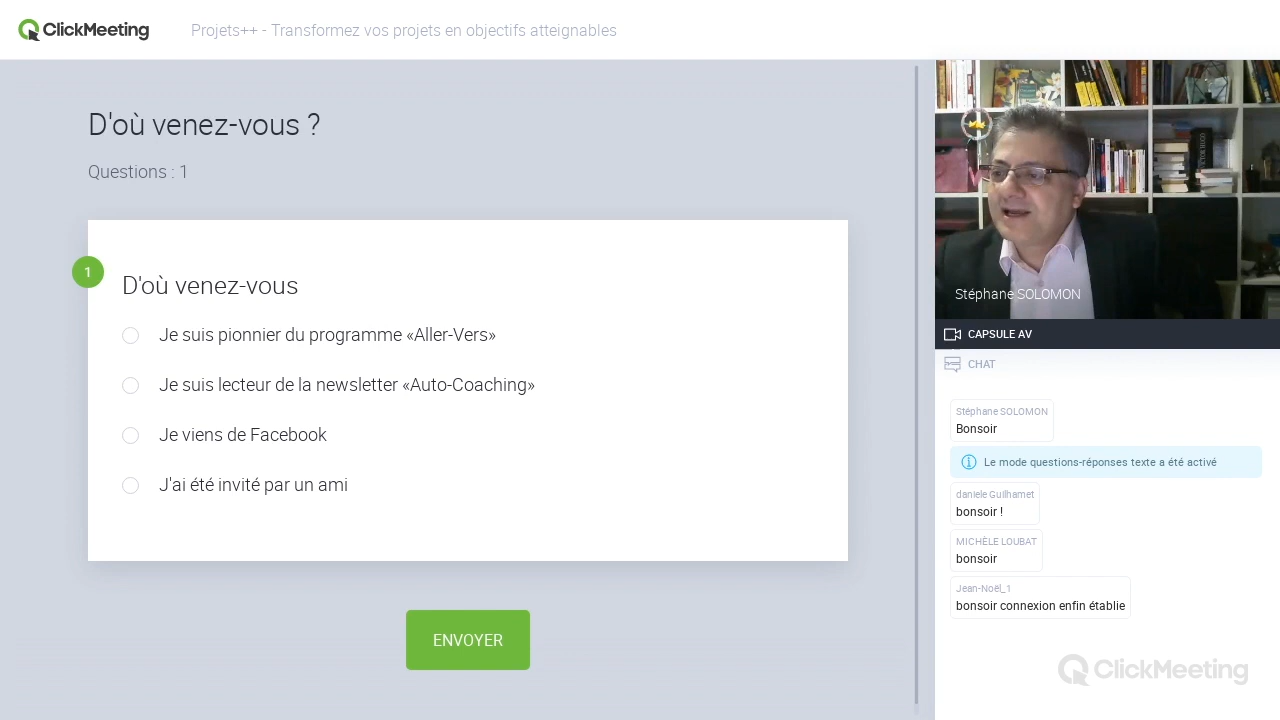 ClickMeeting
Projets++ - Transformez vos projets en objectifs atteignables
D'où venez-vous ?
Questions : 1
1
D'où venez-vous
Je suis pionnier du programme «Aller-Vers»
Je suis lecteur de la newsletter «Auto-Coaching»
Je viens de Facebook
J'ai été invité par un ami
ENVOYER
Stéphane SOLOMON
CAPSULE AV
CHAT
Stéphane SOLOMON
Bonsoir
Le mode questions-réponses texte a été activé
daniele Guilhamet
bonsoir !
MICHÈLE LOUBAT
bonsoir
Jean-Noël_1
bonsoir connexion enfin établie
ClickMeeting